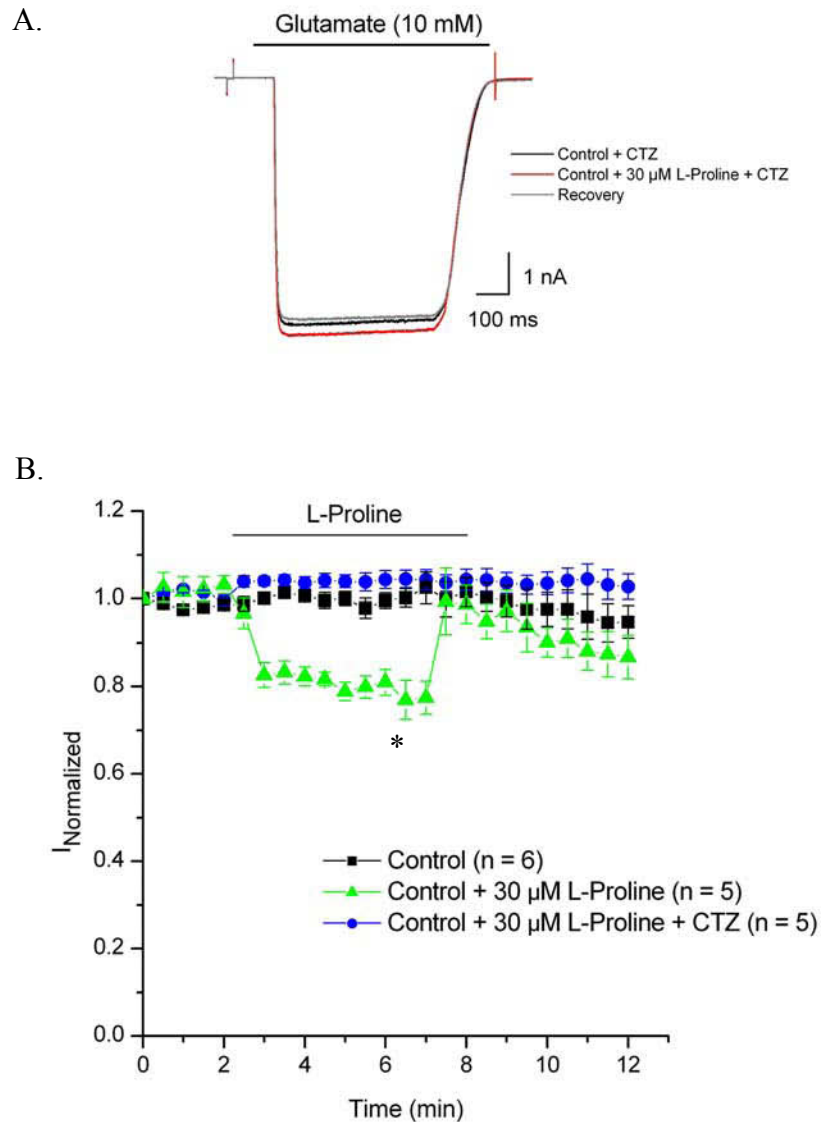 A.
Glutamate (10 mM)
Control + CTZ
Control + 30 µM L-Proline + CTZ
Recovery
1 nA
100 ms
B.
L-Proline
1.2
1.0
0.8
0.6
0.4
0.2
0.0
I Normalized
*
Control (n = 6)
Control + 30 µM L-Proline (n = 5)
Control + 30 µM L-Proline + CTZ (n = 5)
0 2 4 6 8 10 12
Time (min)